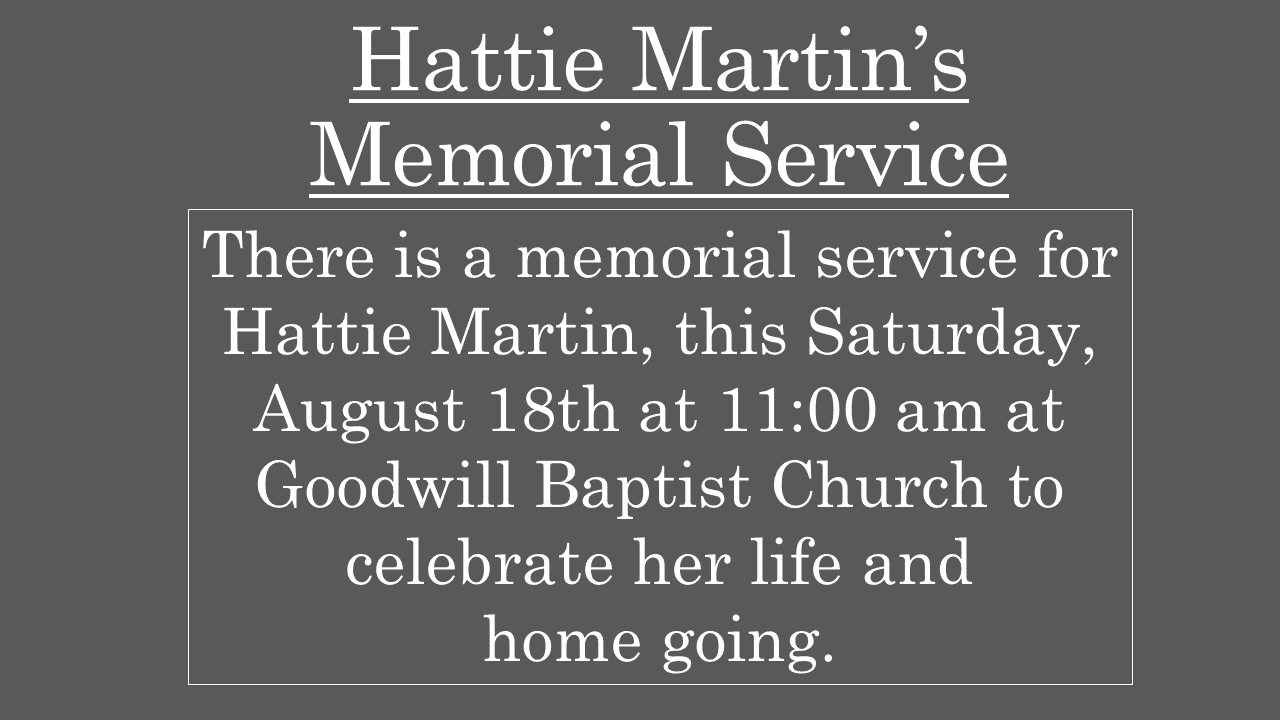 Hattie Martin’s
Memorial Service
There is a memorial service for
Hattie Martin, this Saturday,
August 18th at 11:00 am at
Goodwill Baptist Church to
celebrate her life and
home going.